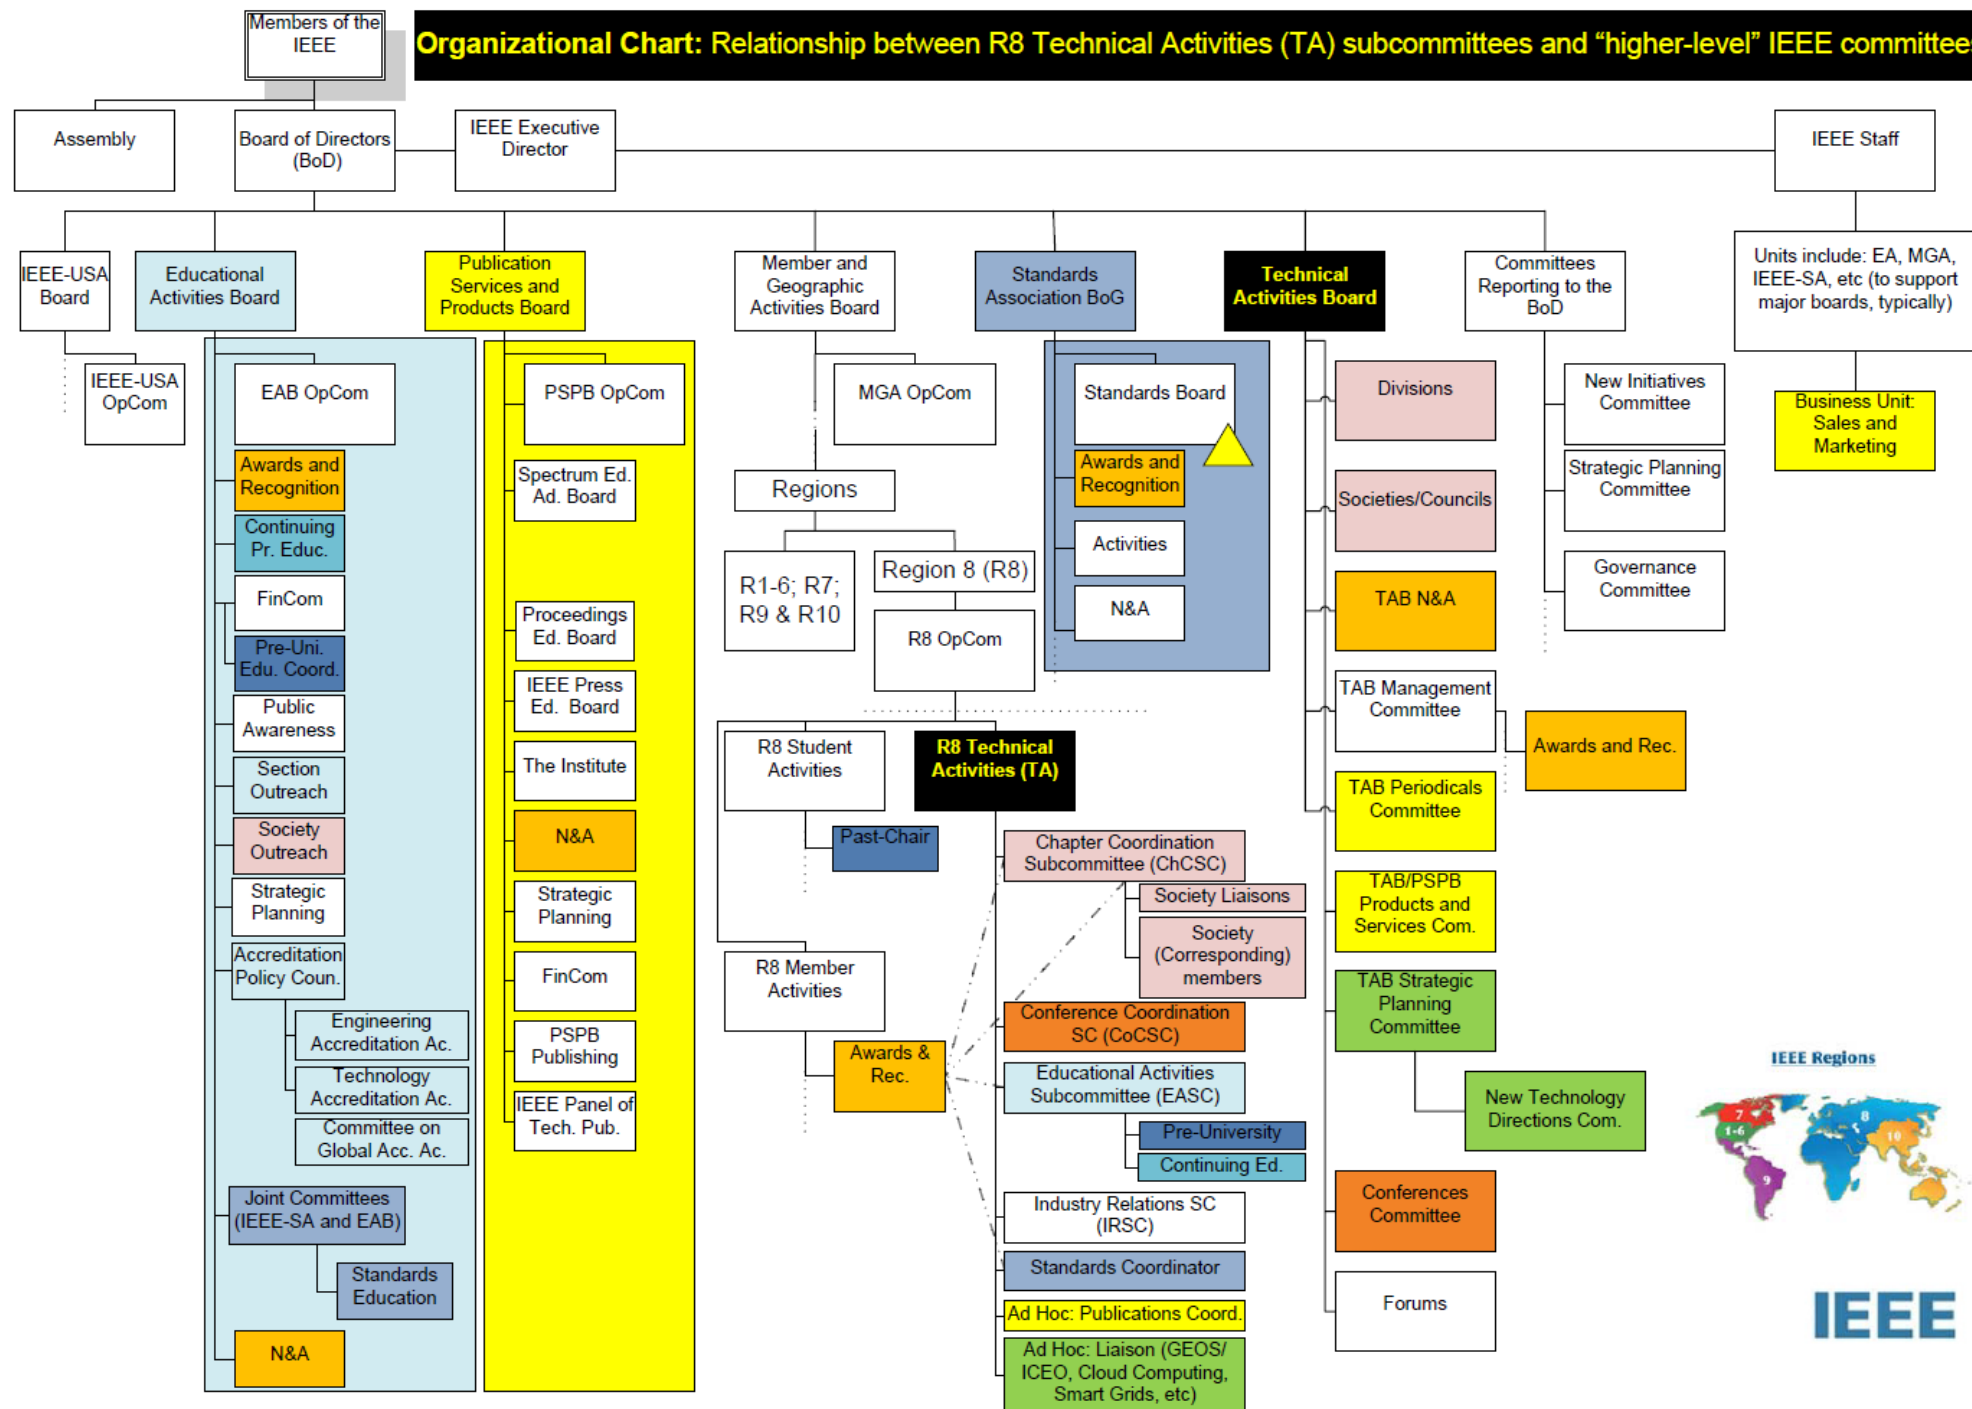 Members of the
IEEE
Organizational Chart: Relationship between R8 Technical Activities (TA) subcommittees and “higher-level” IEEE committees
Assembly
Board of Directors
(BoD)
IEEE Executive
Director
IEEE Staff
IEEE-USA
Board
Educational
Activities Board
Publication
Services and
Products Board
Member and
Geographic
Activities Board
Standards
Association BoG
Technical
Activities Board
Committees
Reporting to the
BoD
Units include: EA, MGA,
IEEE-SA, etc (to support
major boards, typically)
Business Unit:
Sales and
Marketing
IEEE-USA
OpCom
EAB OpCom
Awards and
Recognition
Continuing
Pr. Educ.
FinCom
Pre-Uni.
Edu. Coord.
Public
Awareness
Section
Outreach
Society
Outreach
Strategic
Planning
Accreditation
Policy Coun.
Engineering
Accreditation Ac.
Technology
Accreditation Ac.
Committee on
Global Acc. Ac.
Joint Committees
(IEEE-SA and EAB)
Standards
Education
N&A
PSPB OpCom
Spectrum Ed.
Ad. Board
Proceedings
Ed. Board
IEEE Press
Ed. Board
The Institute
N&A
Strategic
Planning
FinCom
PSPB
Publishing
IEEE Panel of
Tech. Pub.
MGA OpCom
Regions
R1-6; R7;
R9 & R10
Region 8 (R8)
R8 OpCom
R8 Student
Activities
Past-Chair
R8 Member
Activities
Awards &
Rec.
R8 Technical
Activities (TA)
Chapter Coordination
Subcommittee (ChCSC)
Society Liaisons
Society
(Corresponding)
members
Conference Coordination
SC (CoCSC)
Educational Activities
Subcommittee (EASC)
Pre-University
Continuing Ed.
Industry Relations SC
(IRSC)
Standards Coordinator
Ad Hoc: Publications Coord.
Ad Hoc: Liaison (GEOS/
ICEO, Cloud Computing,
Smart Grids, etc)
Standards Board
Awards and
Recognition
Activities
N&A
Divisions
Societies/Councils
TAB N&A
TAB Management
Committee
Awards and Rec.
TAB Periodicals
Committee
TAB/PSPB
Products and
Services Com.
TAB Strategic
Planning
Committee
New Technology
Directions Com.
Conferences
Committee
Forums
New Initiatives
Committee
Strategic Planning
Committee
Governance
Committee
IEEE Regions
7
1-6
8
10
9
IEEE